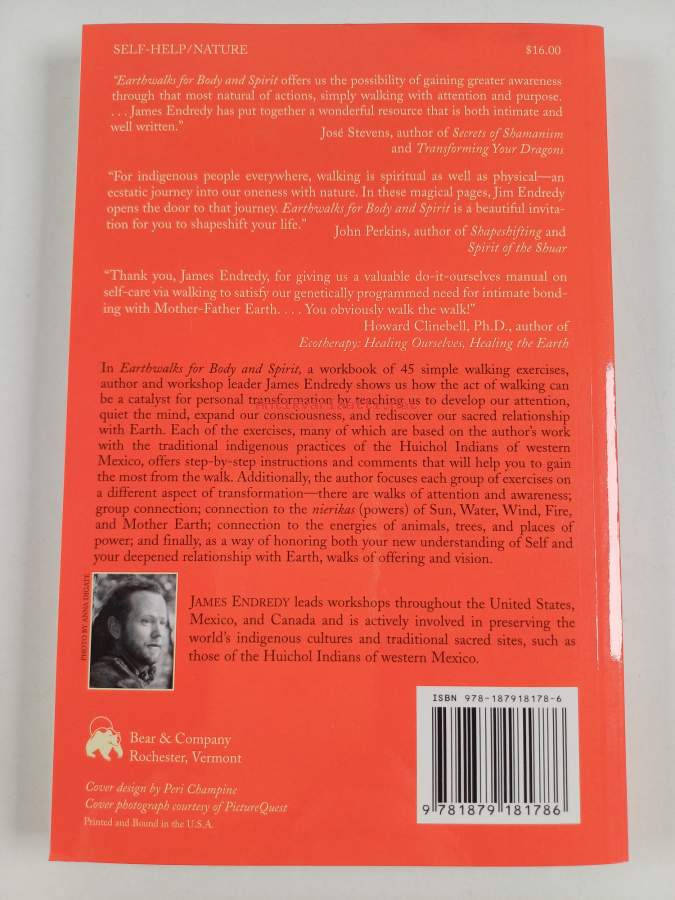 SELF-HELP/NATURE $16.00
"Earthwalks for Body and Spirit offers us the possibility of gaining greater awareness
through that most natural of actions, simply walking with attention and purpose.
. . . James Endredy has put together a wonderful resource that is both intimate and
well written."
José Stevens, author of Secrets of Shamanism
and Transforming Your Dragons
"For indigenous people everywhere, walking is spiritual as well as physical—an
ecstatic journey into our oneness with nature. In these magical pages, Jim Endredy
opens the door to that journey. Earthwalks for Body and Spirit is a beautiful invita-
tion for you to shapeshift your life."
John Perkins, author of Shapeshifting and
Spirit of the Shuar
"Thank you, James Endredy, for giving us a valuable do-it-ourselves manual on
self-care via walking to satisfy our genetically programmed need for intimate bond-
ing with Mother-Father Earth. . . . You obviously walk the walk!"
Howard Clinebell, Ph.D., author of
Ecotherapy: Healing Ourselves, Healing the Earth
In Earthwalks for Body and Spirit, a workbook of 45 simple walking exercises,
author and workshop leader James Endredy shows us how the act of walking can
be a catalyst for personal transformation by teaching us to develop our attention,
quiet the mind, expand our consciousness, and rediscover our sacred relationship
with Earth. Each of the exercises, many of which are based on the author's work
with the traditional indigenous practices of the Huichol Indians of western
Mexico, offers step-by-step instructions and comments that will help you to gain
the most from the walk. Additionally, the author focuses each group of exercises on
a different aspect of transformation—there are walks of attention and awareness;
group connection; connection to the nierikas (powers) of Sun, Water, Wind, Fire,
and Mother Earth; connection to the energies of animals, trees, and places of
power; and finally, as a way of honoring both your new understanding of Self and
your deepened relationship with Earth, walks of offering and vision.
PHOTO BY ANNA DIGATE
JAMES ENDREDY leads workshops throughout the United States,
Mexico, and Canada and is actively involved in preserving the
world's indigenous cultures and traditional sacred sites, such as
those of the Huichol Indians of western Mexico.
Bear & Company
Rochester, Vermont
Cover design by Peri Champine
Cover photograph courtesy of PictureQuest
Printed and Bound in the U.S.A.
ISBN 978-187918178-6
9 781879 181786